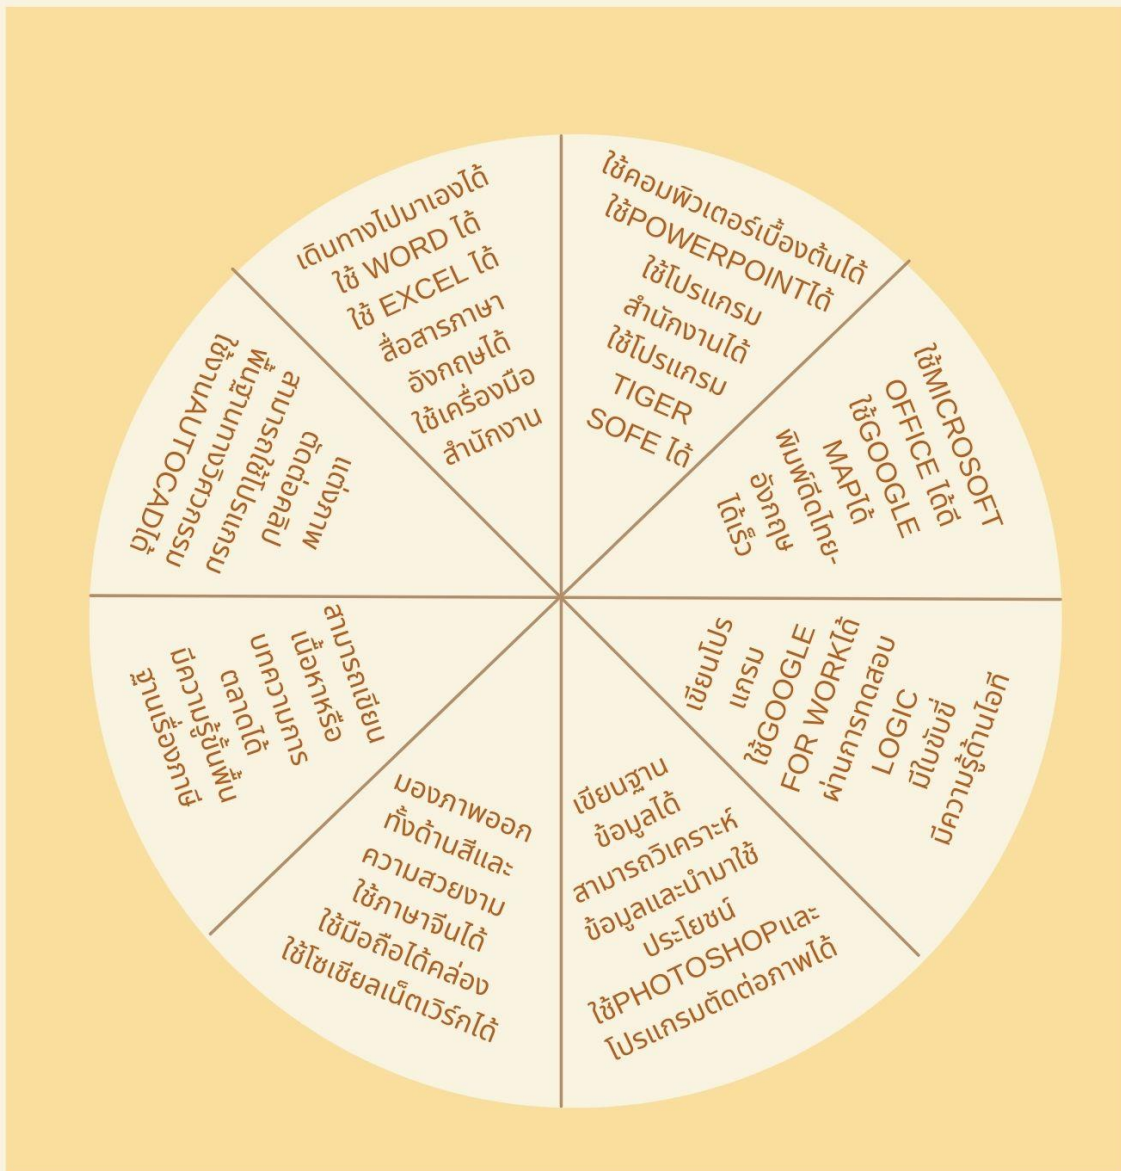 เดินทางไปมาเองได้
ใช้ WORD ได้
ใช้ EXCEL ได้
สื่อสารภาษา
อังกฤษได้
ใช้เครื่องมือ
สำนักงาน
ใช้คอมพิวเตอร์เบื้องต้นได้
ใช้POWERPOINTได้
ใช้โปรแกรม
สำนักงานได้
ใช้โปรแกรม
TIGER
SOFE ได้
ใช้MICROSOFT
OFFICE ได้ดี
ใช้GOOGLE
MAPได้
พิมพ์ดีดไทย-
อังกฤษ
ได้เร็ว
เขียนโปร
แกรม
ใช้GOOGLE
FOR WORKได้
ผ่านการทดสอบ
LOGIC
มีใบขับขี่
มีความรู้ด้านไอที
เขียนฐาน
ข้อมูลได้
สามารถวิเคราะห์
ข้อมูลและนำมาใช้
ประโยชน์
ใช้PHOTOSHOPและ
โปรแกรมตัดต่อภาพได้
มองภาพออก
ทั้งด้านสีและ
ความสวยงาม
ใช้ภาษาจีนได้
ใช้มือถือได้คล่อง
ใช้โซเชียลเน็ตเวิร์กได้
สามารถเขียน
เนื้อหาหรือ
บทความการ
ตลาดได้
มีความรู้ขั้นพื้น
ฐานเรื่องภาษี
ใช้งานAUTOCADได้
พื้นฐานทางวิศวกรรม
สามารถใช้โปรแกรม
ตัดต่อคลิป
แต่งภาพ